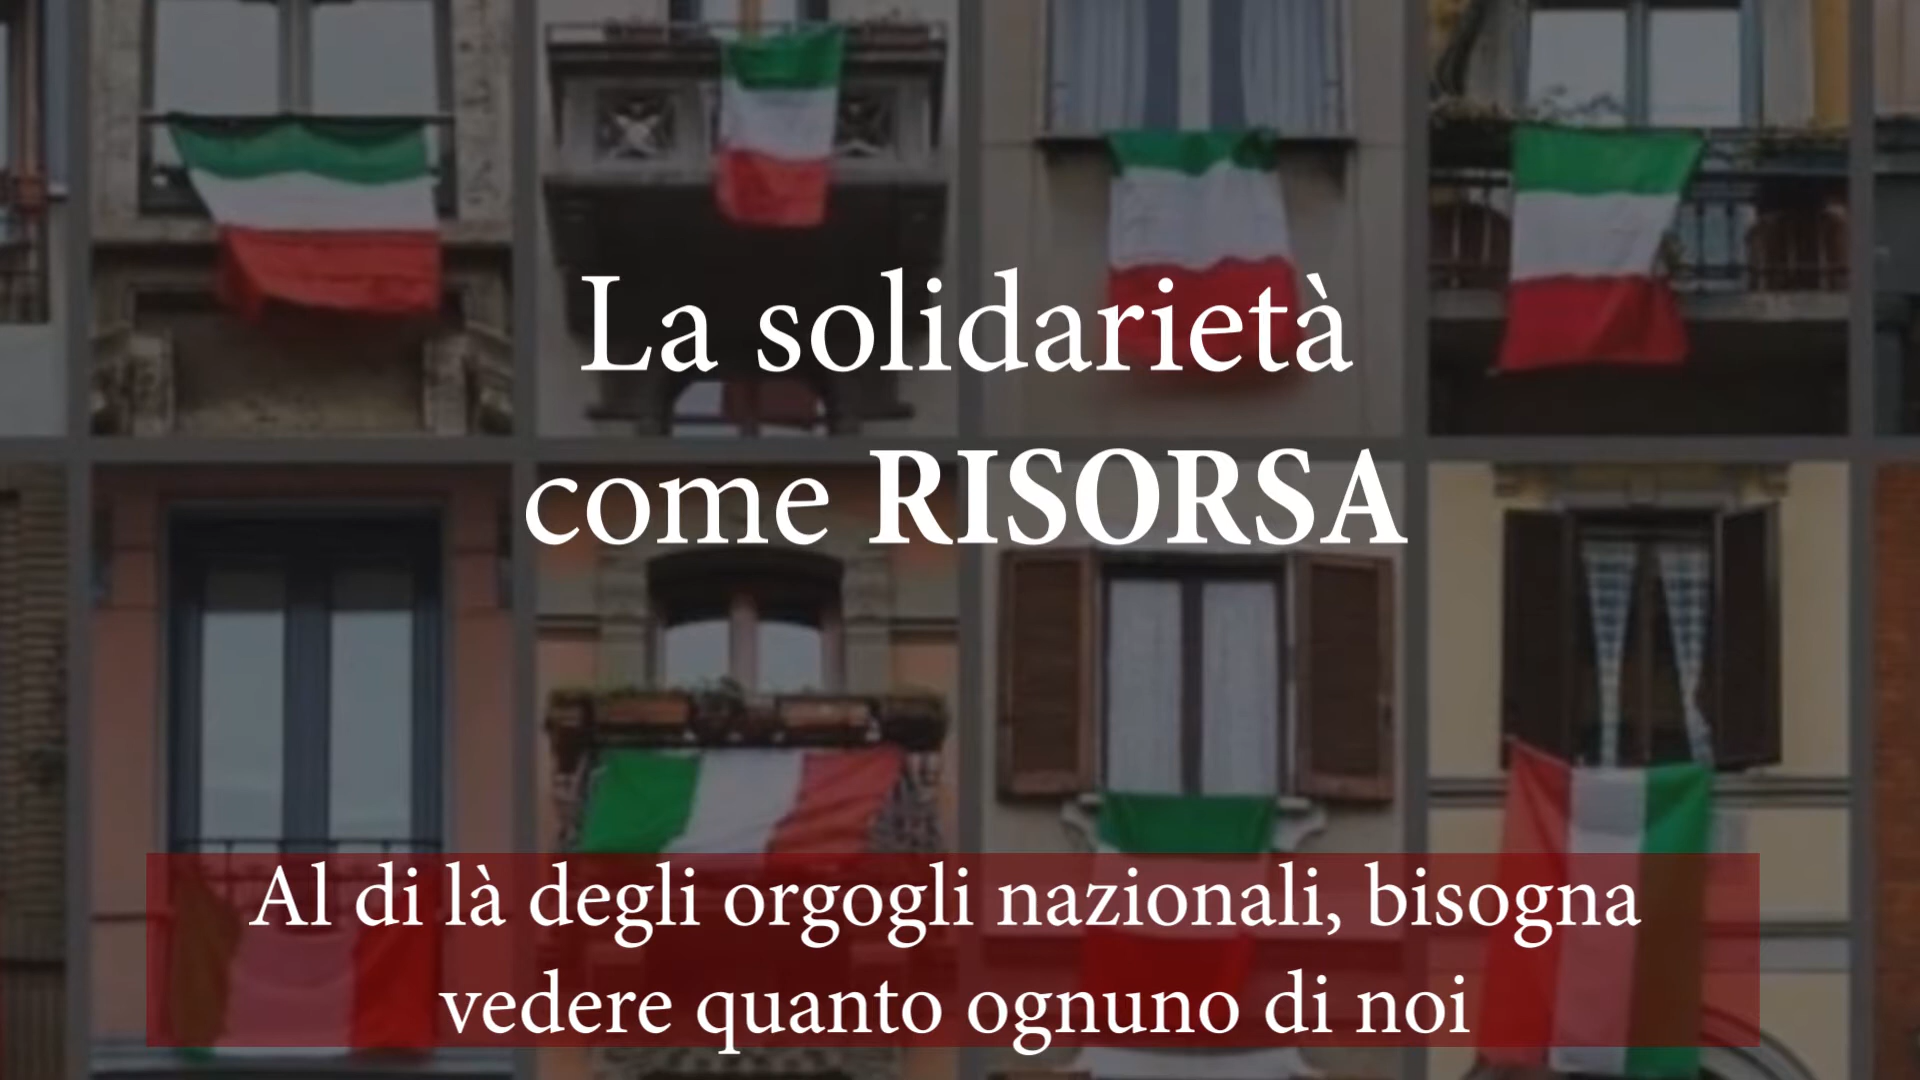 La solidarietà
come RISORSA
Al di là degli orgogli nazionali, bisogna
vedere quanto ognuno di noi